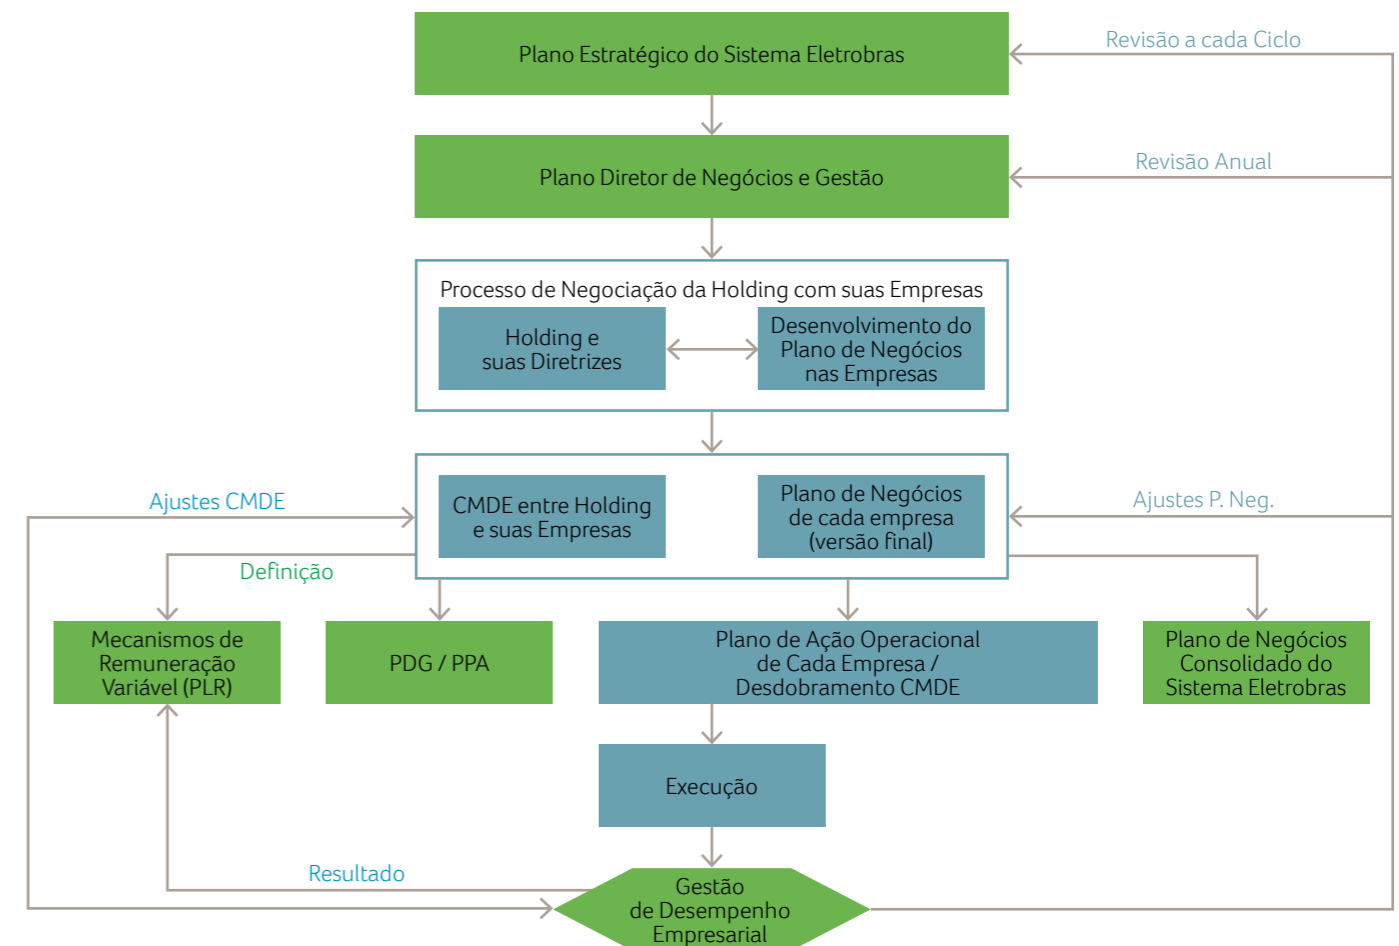 Plano Estratégico do Sistema Eletrobras
Revisão a cada Ciclo
Plano Diretor de Negócios e Gestão
Revisão Anual
Processo de Negociação da Holding com suas Empresas
Holding e
suas Diretrizes
Desenvolvimento do
Plano de Negócios
nas Empresas
Ajustes CMDE
CMDE entre Holding
e suas Empresas
Plano de Negócios
de cada empresa
(versão final)
Ajustes P. Neg.
Definição
Mecanismos de
Remuneração
Variável (PLR)
PDG / PPA
Plano de Ação Operacional
de Cada Empresa /
Desdobramento CMDE
Plano de Negócios
Consolidado do
Sistema Eletrobras
Execução
Resultado
Gestão
de Desempenho
Empresarial